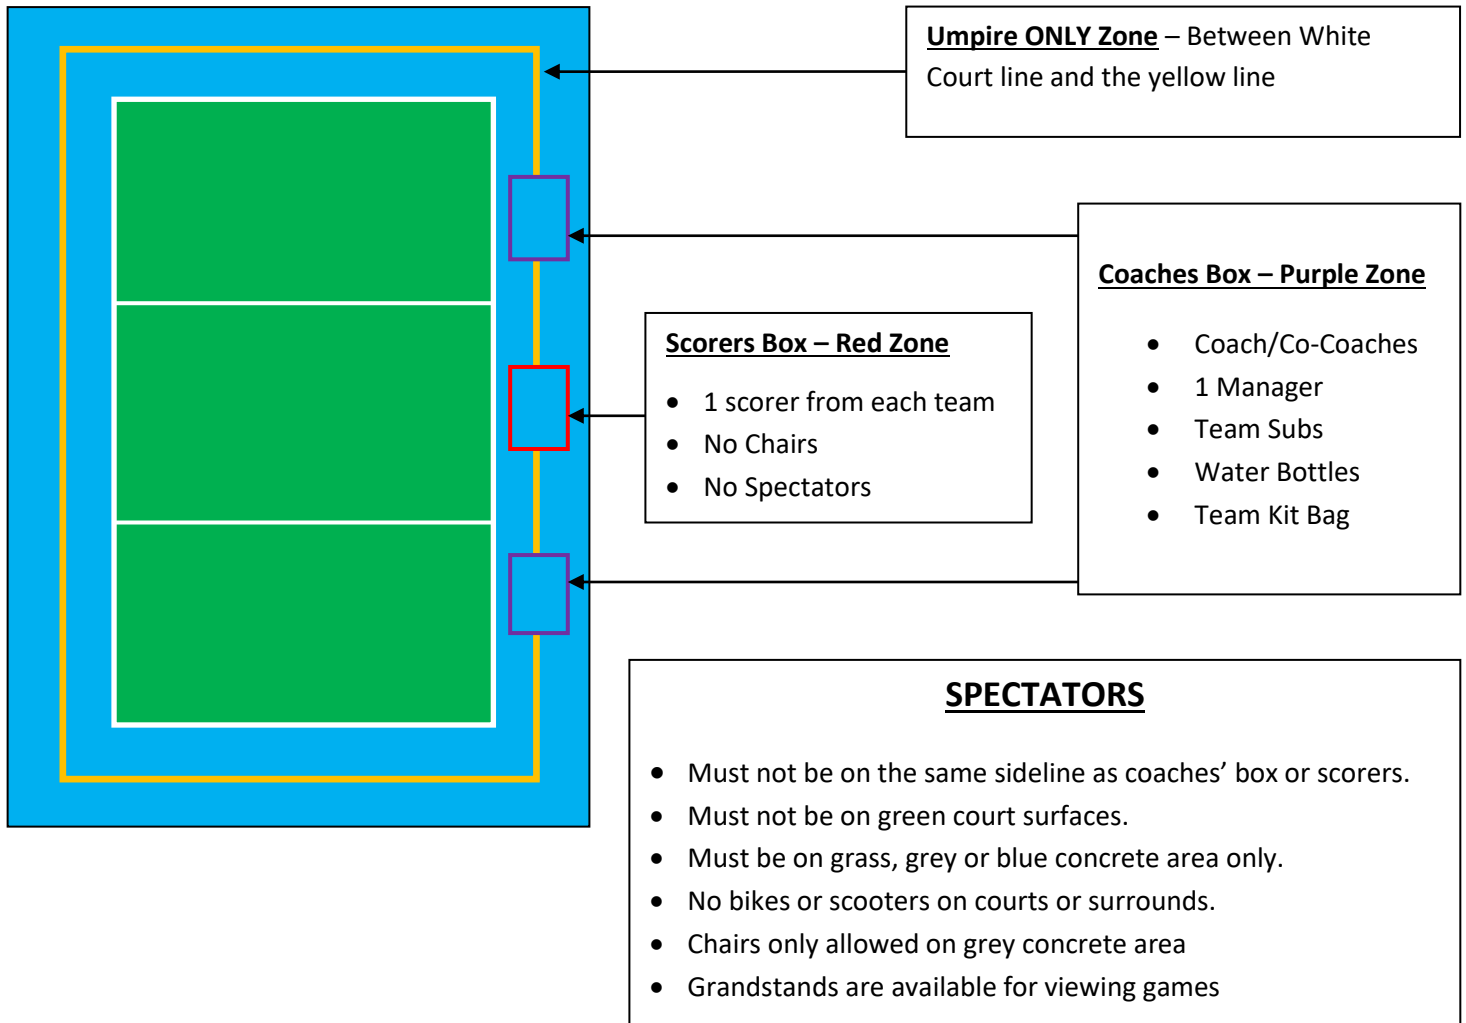 Umpire ONLY Zone – Between White
Court line and the yellow line
Coaches Box – Purple Zone
• Coach/Co-Coaches
• 1 Manager
• Team Subs
• Water Bottles
• Team Kit Bag
Scorers Box – Red Zone
• 1 scorer from each team
• No Chairs
• No Spectators
SPECTATORS
• Must not be on the same sideline as coaches’ box or scorers.
• Must not be on green court surfaces.
• Must be on grass, grey or blue concrete area only.
• No bikes or scooters on courts or surrounds.
• Chairs only allowed on grey concrete area
• Grandstands are available for viewing games